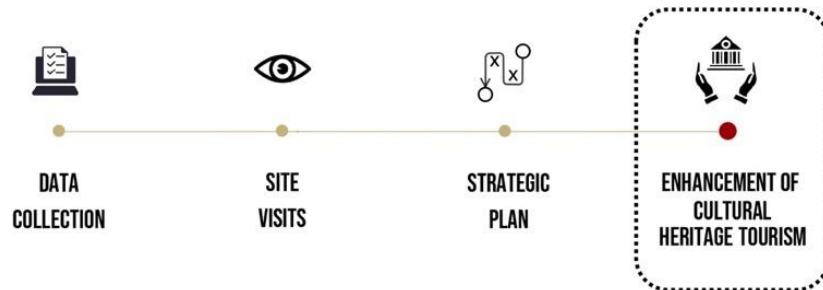 DATA
COLLECTION
SITE
VISITS
STRATEGIC
PLAN
ENHANCEMENT OF
CULTURAL
HERITAGE TOURISM